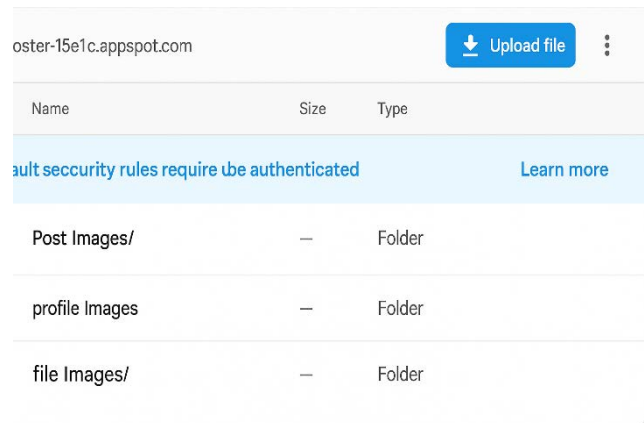 oster-15e1c.appspot.com Upload file
Name Size Type
ault seccurity rules require ube authenticated Learn more
Post Images/ — Folder
profile Images — Folder
file Images/ — Folder